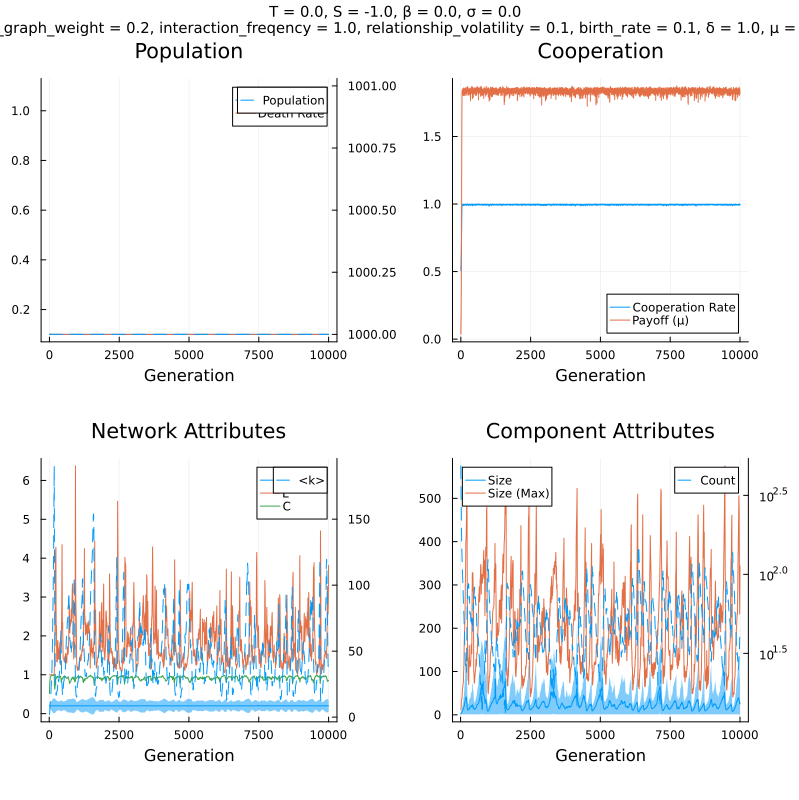 T = 0.0, S = -1.0, β = 0.0, σ = 0.0
_graph_weight = 0.2, interaction_freqency = 1.0, relationship_volatility = 0.1, birth_rate = 0.1, δ = 1.0, μ =
Population
1.0
0.8
0.6
0.4
0.2
1001.00
1000.75
1000.50
1000.25
1000.00
Population
Death Rate
0 2500 5000 7500 10000
Generation
Cooperation
1.5
1.0
0.5
0.0
Cooperation Rate
Payoff (μ)
0 2500 5000 7500 10000
Generation
Network Attributes
6
5
4
3
2
1
0
150
100
50
0
<k>
C
0 2500 5000 7500 10000
Generation
Component Attributes
500
400
300
200
100
0
Size
Size (Max)
Count
10^2.5
10^2.0
10^1.5
0 2500 5000 7500 10000
Generation